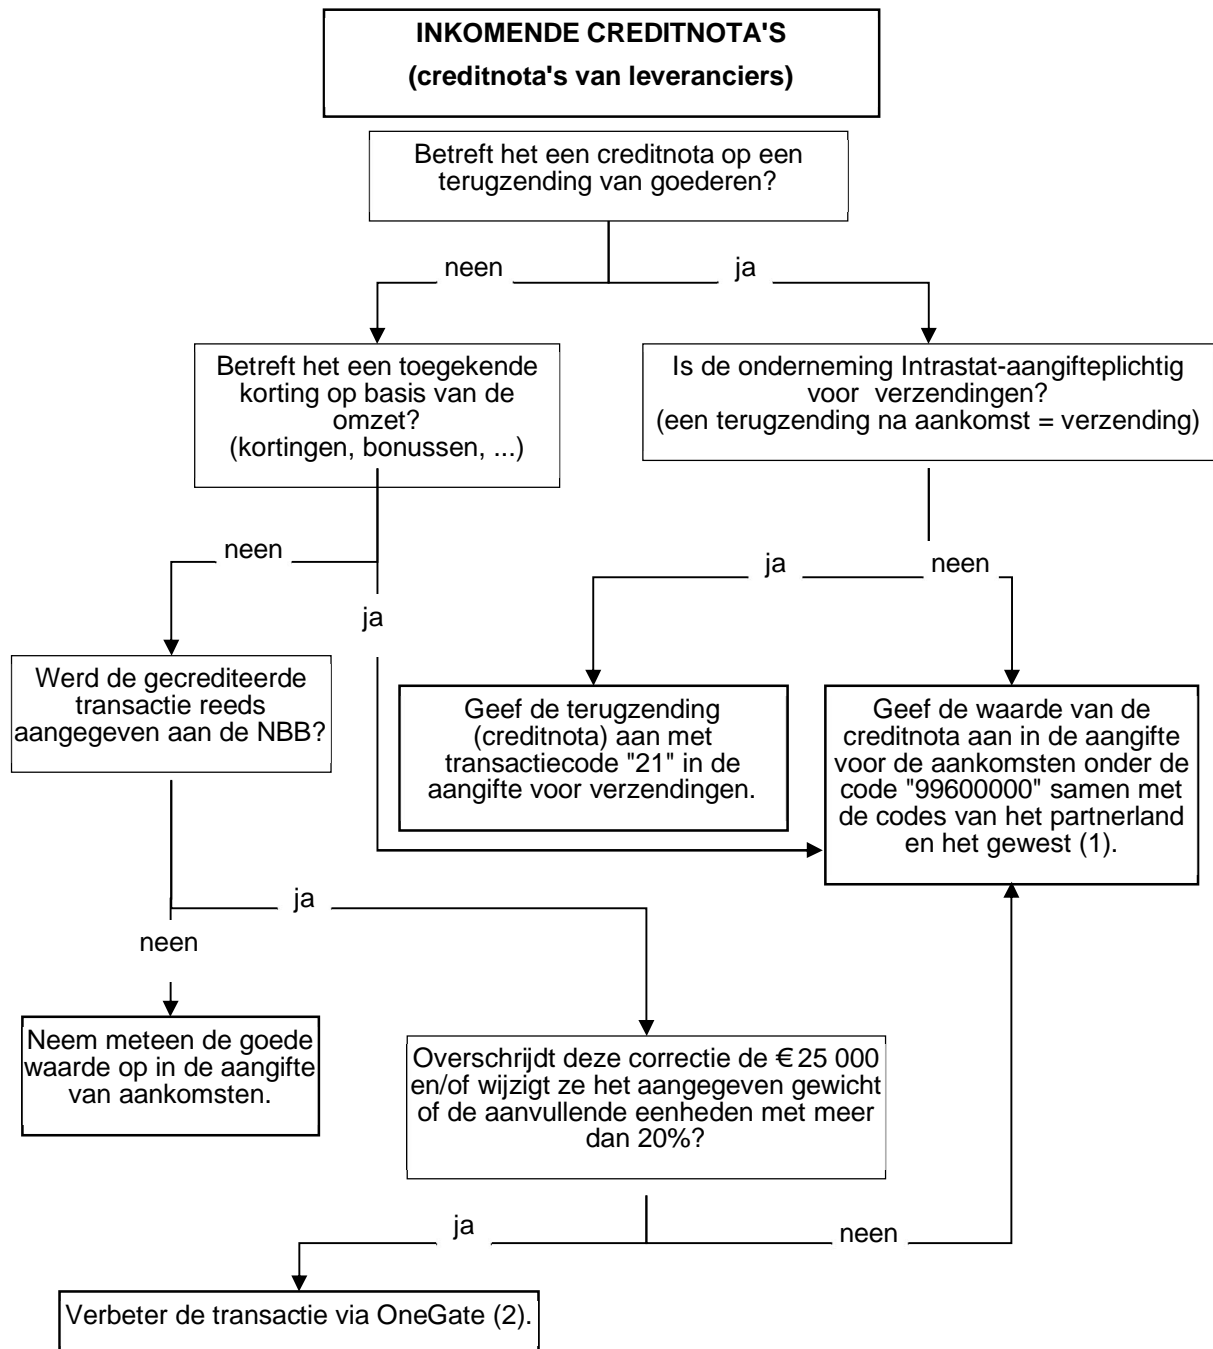 INKOMENDE CREDITNOTA'S
(creditnota's van leveranciers)
Betreft het een creditnota op een
terugzending van goederen?
neen
ja
Betreft het een toegekende
korting op basis van de
omzet?
(kortingen, bonussen, ...)
Is de onderneming Intrastat-aangifteplichtig
voor verzendingen?
(een terugzending na aankomst = verzending)
neen
ja
ja
neen
Werd de gecrediteerde
transactie reeds
aangegeven aan de NBB?
Geef de terugzending
(creditnota) aan met
transactiecode "21" in de
aangifte voor verzendingen.
Geef de waarde van de
creditnota aan in de aangifte
voor de aankomsten onder de
code "99600000" samen met
de codes van het partnerland
en het gewest (1).
ja
neen
Neem meteen de goede
waarde op in de aangifte
van aankomsten.
Overschrijdt deze correctie de € 25 000
en/of wijzigt ze het aangegeven gewicht
of de aanvullende eenheden met meer
dan 20%?
ja
neen
Verbeter de transactie via OneGate (2).